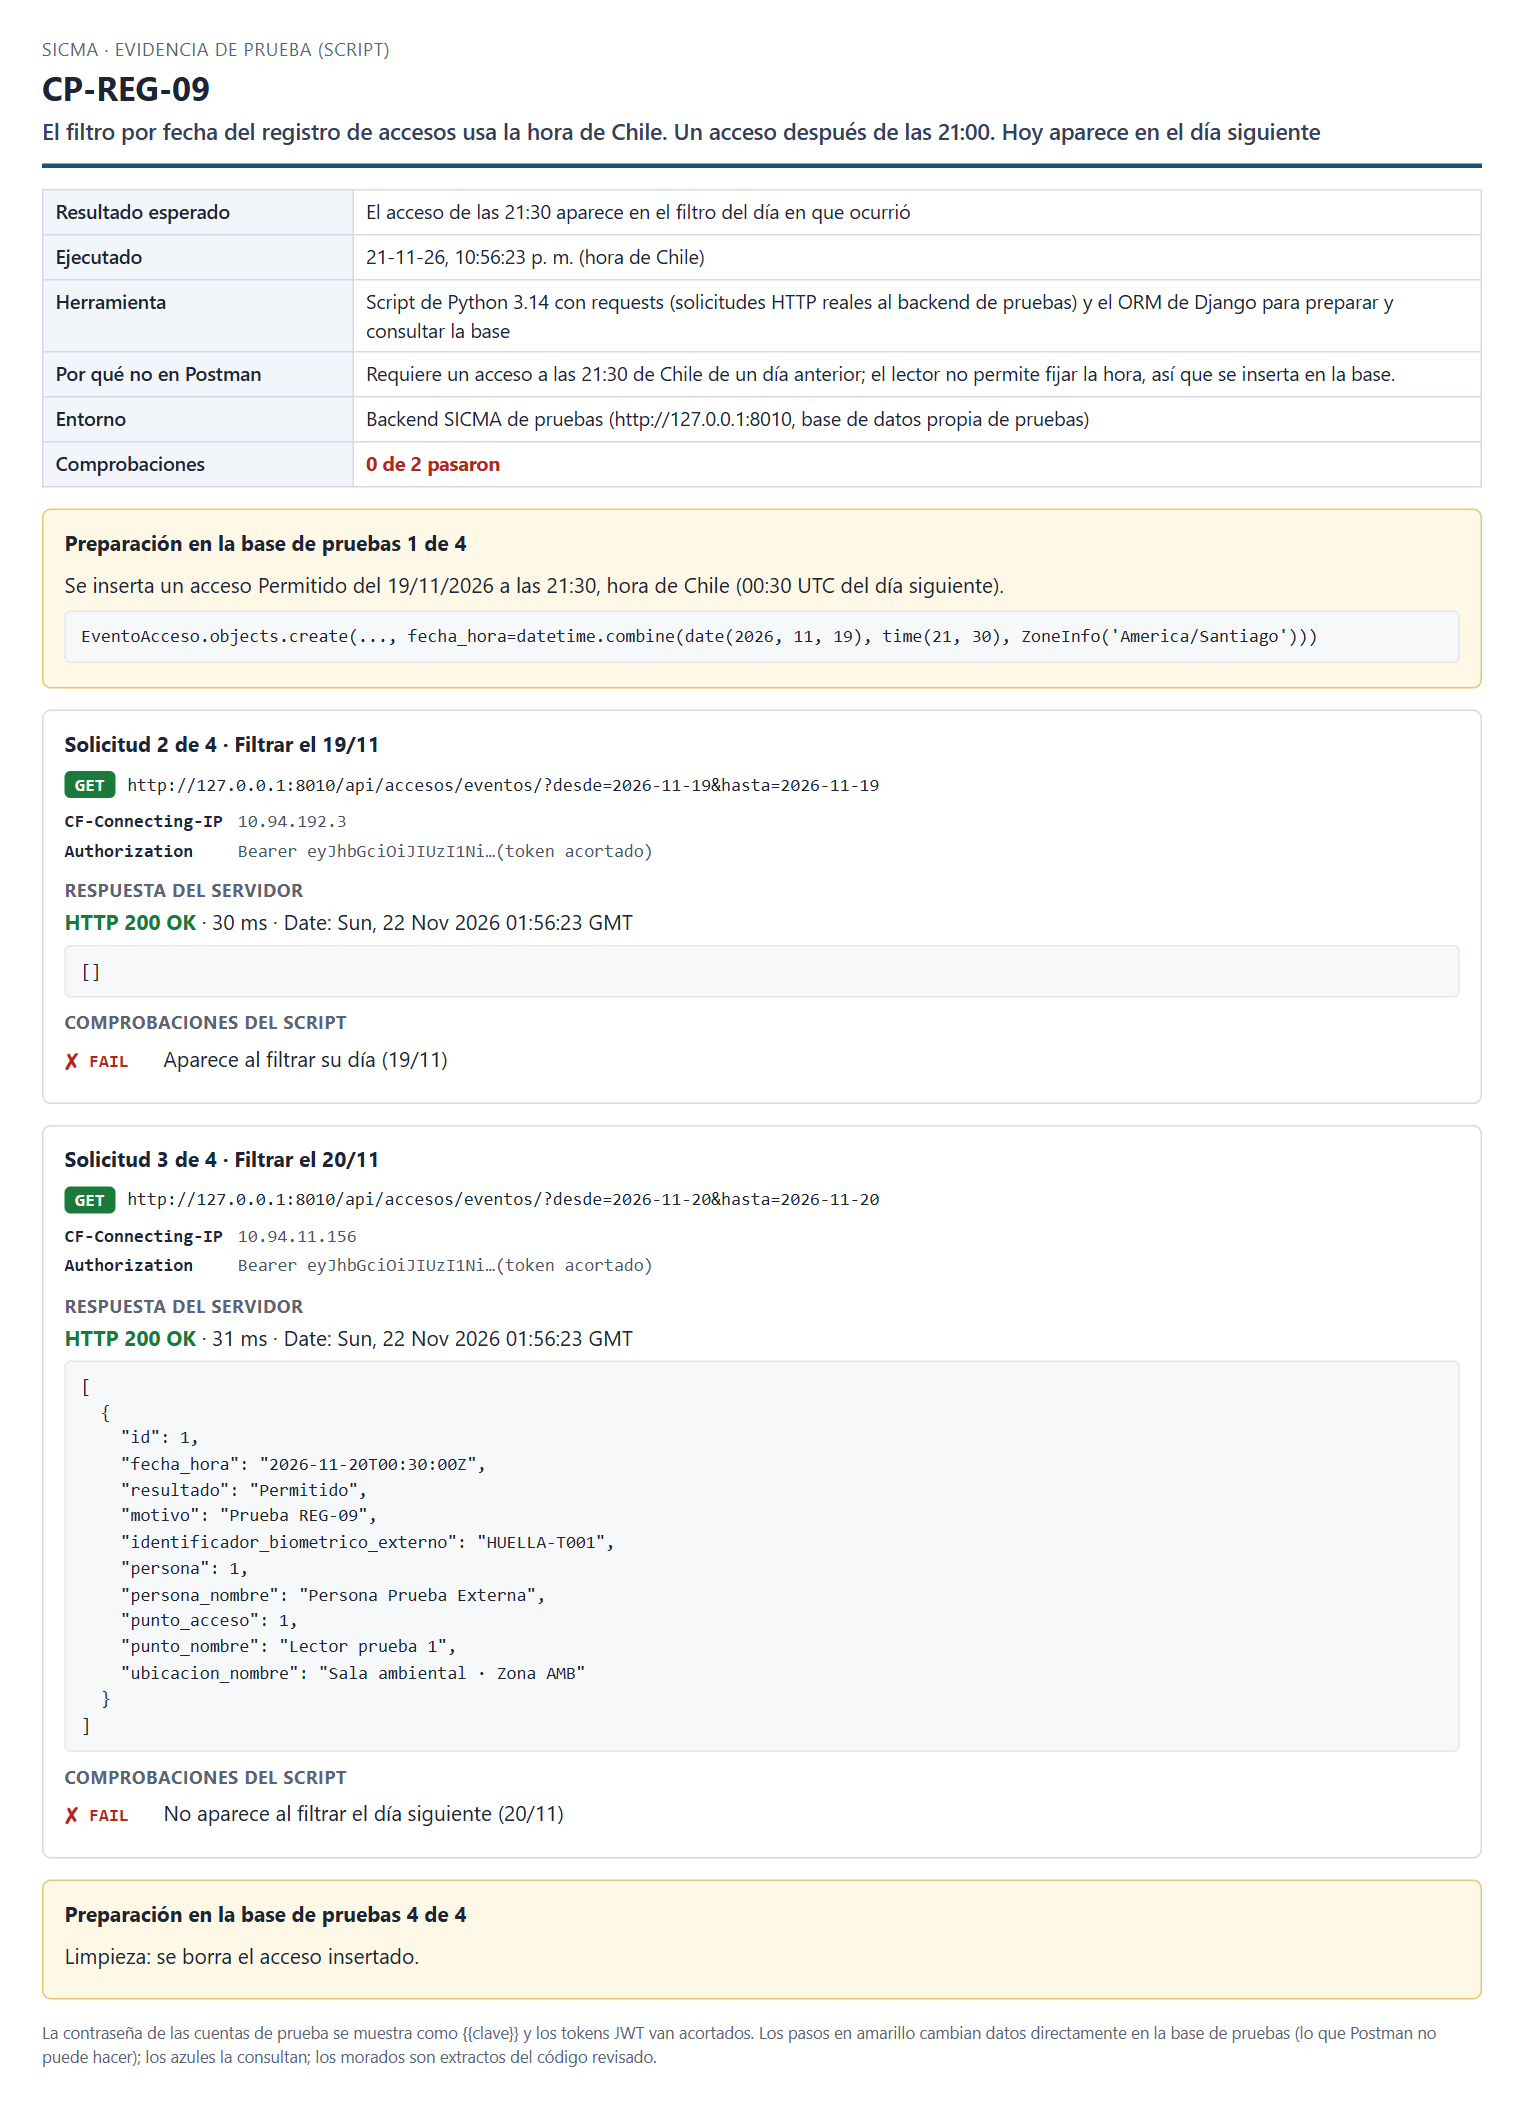 SICMA · EVIDENCIA DE PRUEBA (SCRIPT)
CP-REG-09
El filtro por fecha del registro de accesos usa la hora de Chile. Un acceso después de las 21:00. Hoy aparece en el día siguiente
Resultado esperado El acceso de las 21:30 aparece en el filtro del día en que ocurrió
Ejecutado 21-11-26, 10:56:23 p. m. (hora de Chile)
Herramienta Script de Python 3.14 con requests (solicitudes HTTP reales al backend de pruebas) y el ORM de Django para preparar y
consultar la base
Por qué no en Postman Requiere un acceso a las 21:30 de Chile de un día anterior; el lector no permite fijar la hora, así que se inserta en la base.
Entorno Backend SICMA de pruebas (http://127.0.0.1:8010, base de datos propia de pruebas)
Comprobaciones 0 de 2 pasaron
Preparación en la base de pruebas 1 de 4
Se inserta un acceso Permitido del 19/11/2026 a las 21:30, hora de Chile (00:30 UTC del día siguiente).
EventoAcceso.objects.create(..., fecha_hora=datetime.combine(date(2026, 11, 19), time(21, 30), ZoneInfo('America/Santiago')))
Solicitud 2 de 4 · Filtrar el 19/11
GET http://127.0.0.1:8010/api/accesos/eventos/?desde=2026-11-19&hasta=2026-11-19
CF-Connecting-IP 10.94.192.3
Authorization Bearer eyJhbGciOiJIUzI1Ni…(token acortado)
RESPUESTA DEL SERVIDOR
HTTP 200 OK · 30 ms · Date: Sun, 22 Nov 2026 01:56:23 GMT
[]
COMPROBACIONES DEL SCRIPT
✗ FAIL Aparece al filtrar su día (19/11)
Solicitud 3 de 4 · Filtrar el 20/11
GET http://127.0.0.1:8010/api/accesos/eventos/?desde=2026-11-20&hasta=2026-11-20
CF-Connecting-IP 10.94.11.156
Authorization Bearer eyJhbGciOiJIUzI1Ni…(token acortado)
RESPUESTA DEL SERVIDOR
HTTP 200 OK · 31 ms · Date: Sun, 22 Nov 2026 01:56:23 GMT
[
{
"id": 1,
"fecha_hora": "2026-11-20T00:30:00Z",
"resultado": "Permitido",
"motivo": "Prueba REG-09",
"identificador_biometrico_externo": "HUELLA-T001",
"persona": 1,
"persona_nombre": "Persona Prueba Externa",
"punto_acceso": 1,
"punto_nombre": "Lector prueba 1",
"ubicacion_nombre": "Sala ambiental · Zona AMB"
}
]
COMPROBACIONES DEL SCRIPT
✗ FAIL No aparece al filtrar el día siguiente (20/11)
Preparación en la base de pruebas 4 de 4
Limpieza: se borra el acceso insertado.
La contraseña de las cuentas de prueba se muestra como {{clave}} y los tokens JWT van acortados. Los pasos en amarillo cambian datos directamente en la base de pruebas (lo que Postman no
puede hacer); los azules la consultan; los morados son extractos del código revisado.